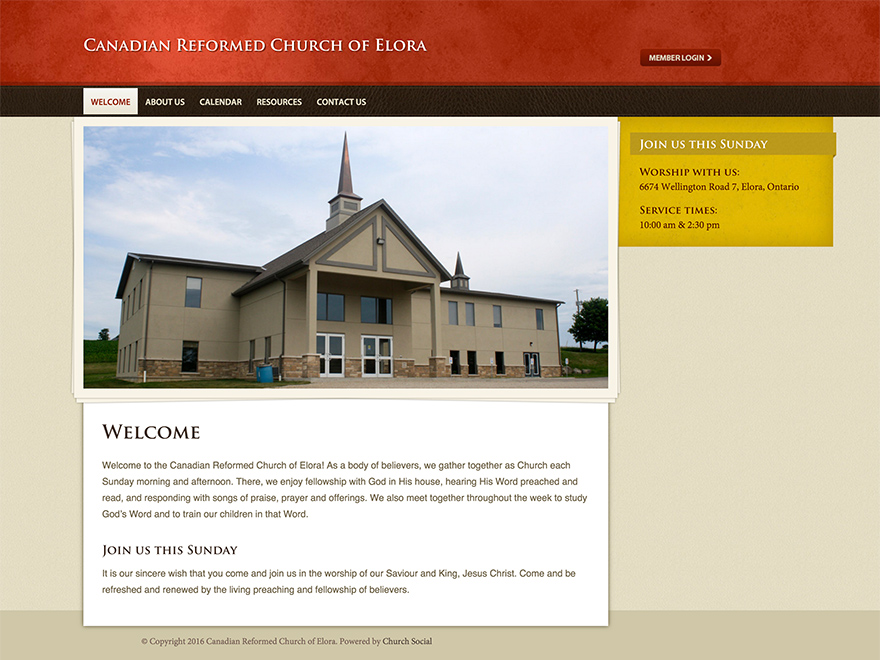 Canadian Reformed Church of Elora
MEMBER LOGIN
WELCOME ABOUT US CALENDAR RESOURCES CONTACT US
Join us this Sunday
Worship with us:
6674 Wellington Road 7, Elora, Ontario
Service times:
10:00 am & 2:30 pm
Welcome
Welcome to the Canadian Reformed Church of Elora! As a body of believers, we gather together as Church each
Sunday morning and afternoon. There, we enjoy fellowship with God in His house, hearing His Word preached and
read, and responding with songs of praise, prayer and offerings. We also meet together throughout the week to study
God's Word and to train our children in that Word.
Join us this Sunday
It is our sincere wish that you come and join us in the worship of our Saviour and King, Jesus Christ. Come and be
refreshed and renewed by the living preaching and fellowship of believers.
© Copyright 2016 Canadian Reformed Church of Elora. Powered by Church Social